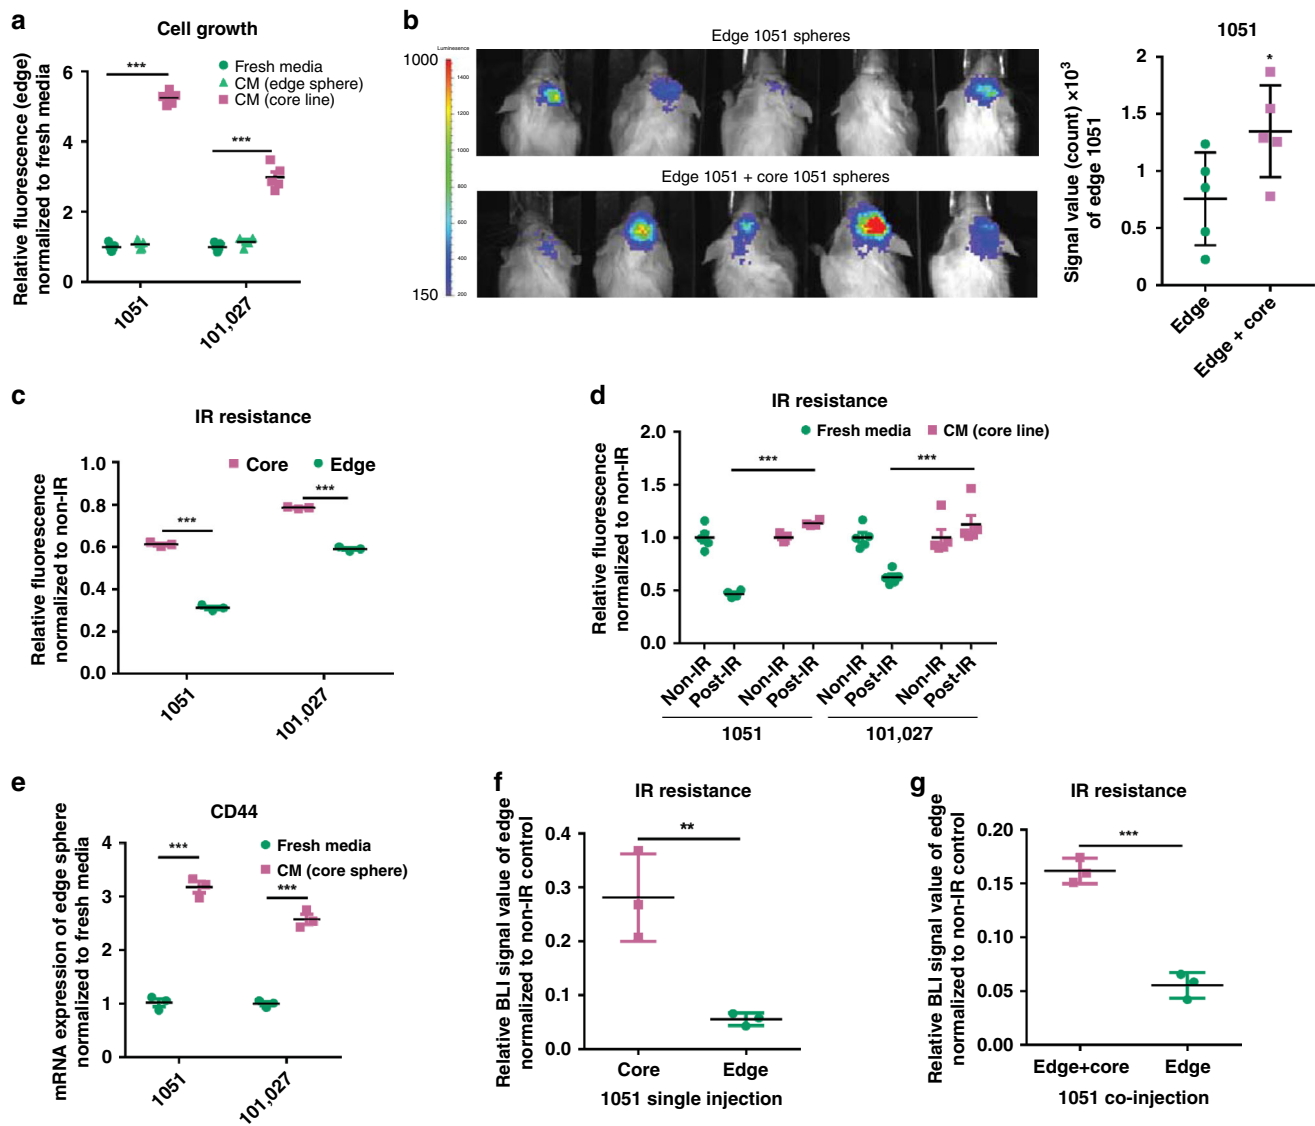 a
Cell growth
Relative fluorescence (edge)
normalized to fresh media
6
4
2
0
***
***
Fresh media
CM (edge sphere)
CM (core line)
1051
101,027
b
Edge 1051 spheres
1000
150
Luminescence
1400
1200
1000
800
600
400
200
Edge 1051 + core 1051 spheres
1051
Signal value (count) ×10³
of edge 1051
2
1.5
1
0.5
0
*
Edge
Edge + core
c
IR resistance
Relative fluorescence
normalized to non-IR
1.0
0.8
0.6
0.4
0.2
0.0
Core
Edge
***
***
1051
101,027
d
IR resistance
Relative fluorescence
normalized to non-IR
2.0
1.5
1.0
0.5
0.0
Fresh media
CM (core line)
***
***
Non-IR
Post-IR
Non-IR
Post-IR
Non-IR
Post-IR
Non-IR
Post-IR
1051
101,027
e
CD44
mRNA expression of edge sphere
normalized to fresh media
4
3
2
1
0
Fresh media
CM (core sphere)
***
***
1051
101,027
f
IR resistance
Relative BLI signal value of edge
normalized to non-IR control
0.4
0.3
0.2
0.1
0.0
**
Core
Edge
1051 single injection
g
IR resistance
Relative BLI signal value of edge
normalized to non-IR control
0.20
0.15
0.10
0.05
0.00
***
Edge+core
Edge
1051 co-injection